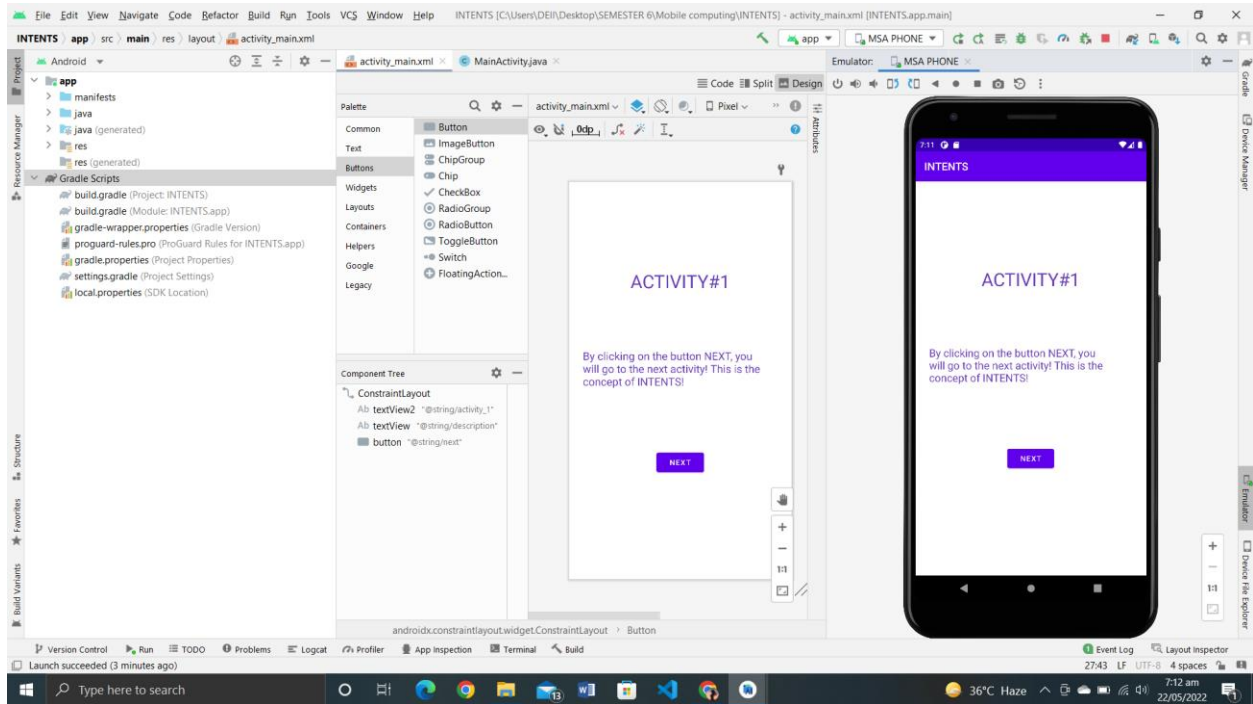 File Edit View Navigate Code Refactor Build Run Tools VCS Window Help INTENTS [C:\Users\DEll\Desktop\SEMESTER 6\Mobile computing\INTENTS] - activity_main.xml [INTENTS.app.main]
INTENTS app src main res layout activity_main.xml
app MSA PHONE
Android
activity_main.xml MainActivity.java
Emulator: MSA PHONE
Code Split Design
Project
Resource Manager
Structure
Favorites
Build Variants
app
manifests
java
java (generated)
res
res (generated)
Gradle Scripts
build.gradle (Project: INTENTS)
build.gradle (Module: INTENTS.app)
gradle-wrapper.properties (Gradle Version)
proguard-rules.pro (ProGuard Rules for INTENTS.app)
gradle.properties (Project Properties)
settings.gradle (Project Settings)
local.properties (SDK Location)
Palette
Common
Text
Buttons
Widgets
Layouts
Containers
Helpers
Google
Legacy
Button
ImageButton
ChipGroup
Chip
CheckBox
RadioGroup
RadioButton
ToggleButton
Switch
FloatingAction...
Component Tree
ConstraintLayout
Ab textView2 "@string/activity_1"
Ab textView "@string/description"
button "@string/next"
activity_main.xml Pixel
0dp
Attributes
ACTIVITY#1
By clicking on the button NEXT, you
will go to the next activity! This is the
concept of INTENTS!
NEXT
1:1
androidx.constraintlayout.widget.ConstraintLayout Button
7:11
INTENTS
ACTIVITY#1
By clicking on the button NEXT, you
will go to the next activity! This is the
concept of INTENTS!
NEXT
1:1
Gradle
Device Manager
Emulator
Device File Explorer
Version Control Run TODO Problems Logcat Profiler App Inspection Terminal Build Event Log Layout Inspector
Launch succeeded (3 minutes ago) 27:43 LF UTF-8 4 spaces
Type here to search
13
36°C Haze
7:12 am
22/05/2022
1